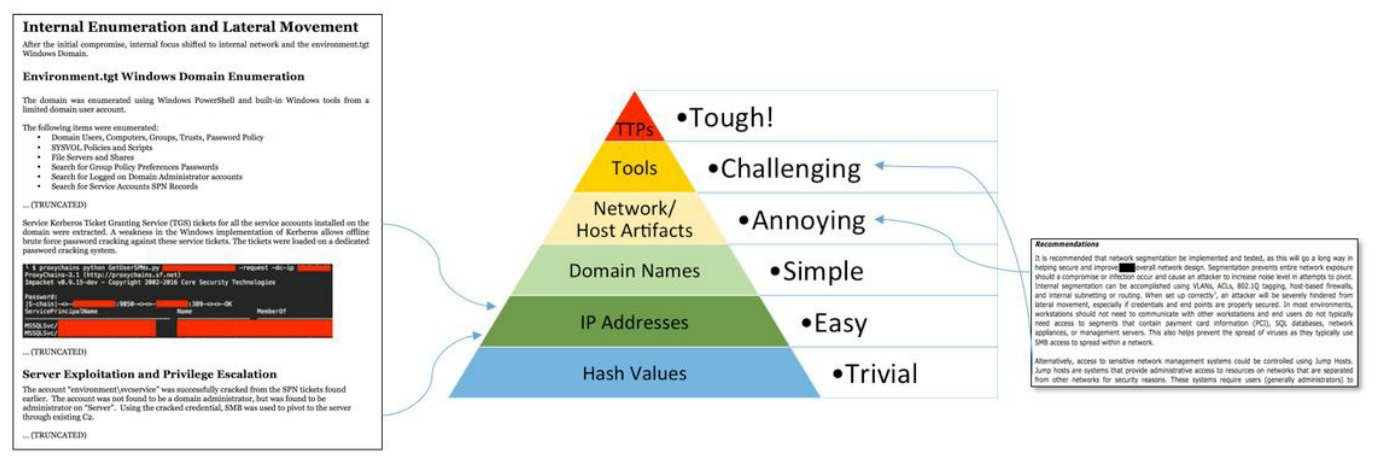 Internal Enumeration and Lateral Movement
After the initial compromise, internal focus shifted to internal network and the environment.tgt
Windows Domain.
Environment.tgt Windows Domain Enumeration
The domain was enumerated using Windows PowerShell and built-in Windows tools from a
limited domain user account.
The following items were enumerated:
• Domain Users, Computers, Groups, Trusts, Password Policy
• SYSVOL Policies and Scripts
• File Servers and Shares
• Search for Group Policy Preferences Passwords
• Search for Logged on Domain Administrator accounts
• Search for Service Accounts SPN Records
... (TRUNCATED)
Service Kerberos Ticket Granting Service (TGS) tickets for all the service accounts installed on the
domain were extracted. A weakness in the Windows implementation of Kerberos allows offline
brute force password cracking against these service tickets. The tickets were loaded on a dedicated
password cracking system.
$ proxychains python GetUserSPNs.py -request -dc-ip
ProxyChains-3.1 (http://proxychains.sf.net)
Impacket v0.9.15-dev - Copyright 2002-2016 Core Security Technologies
Password:
|S-chain|-<>- :9050-<><>- :389-<><>-OK
ServicePrincipalName Name MemberOf
MSSQLSvc/
MSSQLSvc/
... (TRUNCATED)
Server Exploitation and Privilege Escalation
The account "environment\svcservice" was successfully cracked from the SPN tickets found
earlier. The account was not found to be a domain administrator, but was found to be
administrator on "Server". Using the cracked credential, SMB was used to pivot to the server
through existing C2.
... (TRUNCATED)
TTPs
•Tough!
Tools
•Challenging
Network/
Host Artifacts
•Annoying
Domain Names
•Simple
IP Addresses
•Easy
Hash Values
•Trivial
Recommendations
It is recommended that network segmentation be implemented and tested, as this will go a long way in
helping secure and improve overall network design. Segmentation prevents entire network exposure
should a compromise or infection occur and cause an attacker to increase noise level in attempts to pivot.
Internal segmentation can be accomplished using VLANs, ACLs, 802.1Q tagging, host-based firewalls,
and internal subnetting or routing. When set up correctly, an attacker will be severely hindered from
lateral movement, especially if credentials and end points are properly secured. In most environments,
workstations should not need to communicate with other workstations and end users do not typically
need access to segments that contain payment card information (PCI), SQL databases, network
appliances, or management servers. This also helps prevent the spread of viruses as they typically use
SMB access to spread within a network.
Alternatively, access to sensitive network management systems could be controlled using Jump Hosts.
Jump hosts are systems that provide administrative access to resources on networks that are separated
from other networks for security reasons. These systems require users (generally administrators) to